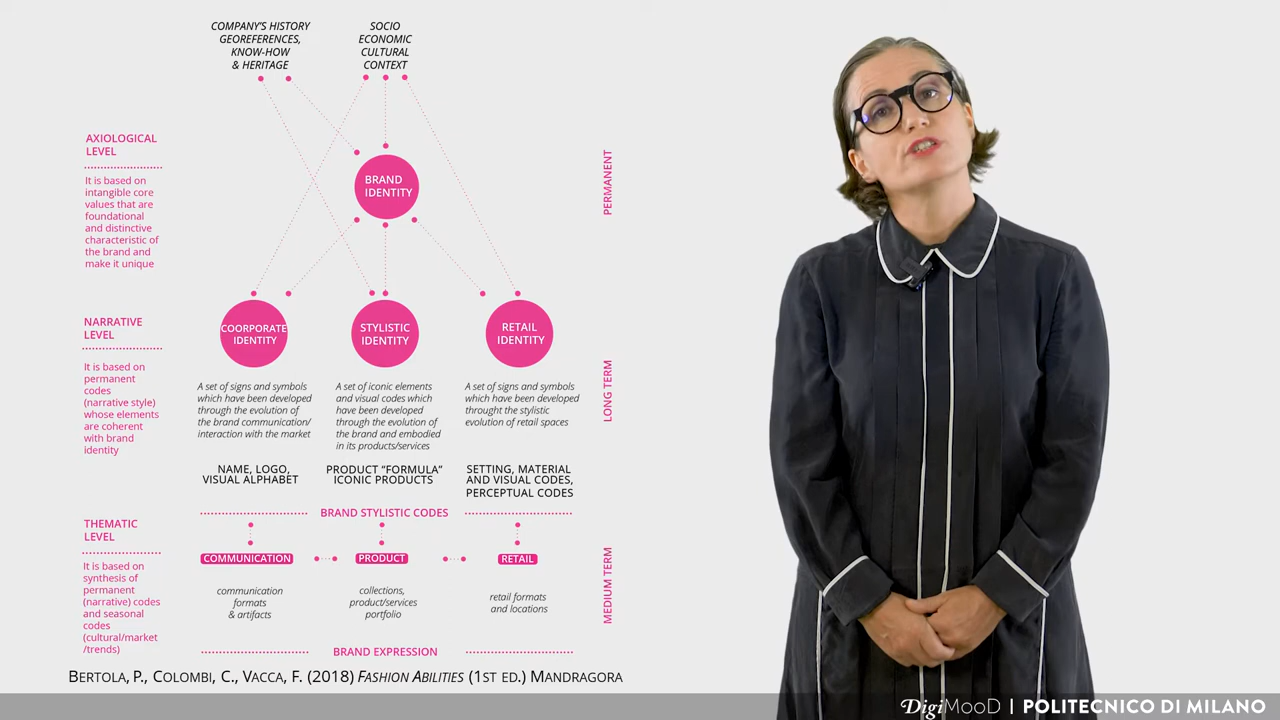 COMPANY'S HISTORY
GEOREFERENCES,
KNOW-HOW
& HERITAGE
SOCIO
ECONOMIC
CULTURAL
CONTEXT
AXIOLOGICAL
LEVEL
It is based on
intangible core
values that are
foundational
and distinctive
characteristic of
the brand and
make it unique
BRAND
IDENTITY
PERMANENT
NARRATIVE
LEVEL
It is based on
permanent
codes
(narrative style)
whose elements
are coherent
with brand
identity
COORPORATE
IDENTITY
STYLISTIC
IDENTITY
RETAIL
IDENTITY
A set of signs and symbols
which have been developed
through the evolution of
the brand communication/
interaction with the market
A set of iconic elements
and visual codes which
have been developed
through the evolution of
the brand and embodied
in its products/services
A set of signs and symbols
which have been developed
throught the stylistic
evolution of retail spaces
LONG TERM
NAME, LOGO,
VISUAL ALPHABET
PRODUCT “FORMULA”
ICONIC PRODUCTS
SETTING, MATERIAL
AND VISUAL CODES,
PERCEPTUAL CODES
BRAND STYLISTIC CODES
THEMATIC
LEVEL
It is based on
synthesis of
permanent
(narrative) codes
and seasonal
codes
(cultural/market
/trends)
COMMUNICATION
PRODUCT
RETAIL
communication
formats
& artifacts
collections,
product/services
portfolio
retail formats
and locations
MEDIUM TERM
BRAND EXPRESSION
BERTOLA, P., COLOMBI, C., VACCA, F. (2018) FASHION ABILITIES (1ST ED.) MANDRAGORA
DigiMooD | POLITECNICO DI MILANO